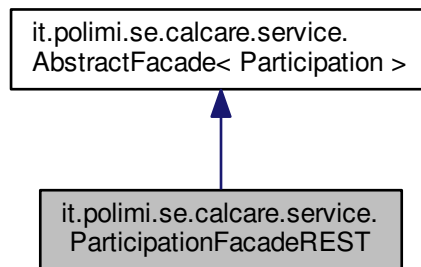 it.polimi.se.calcare.service.
AbstractFacade< Participation >
it.polimi.se.calcare.service.
ParticipationFacadeREST